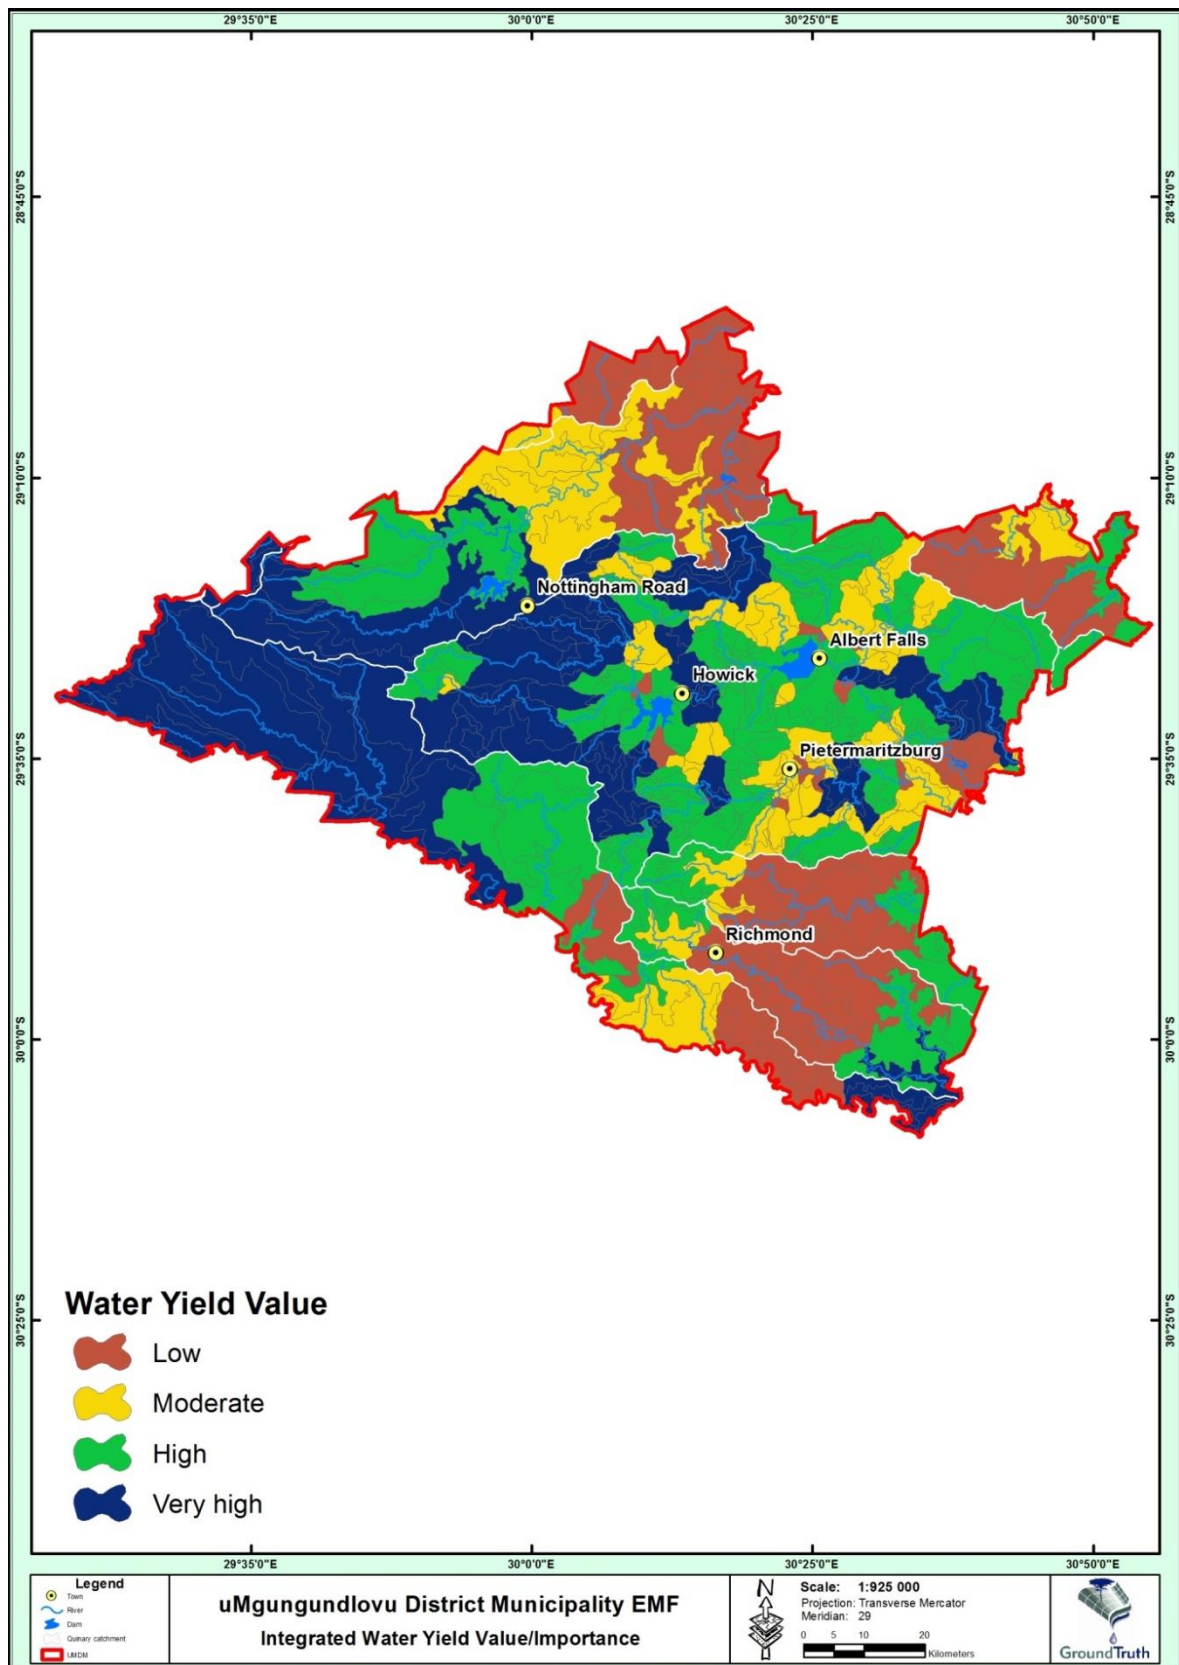 29°35'0"E 30°0'0"E 30°25'0"E 30°50'0"E
28°45'0"S 28°45'0"S
29°10'0"S 29°10'0"S
Nottingham Road
Albert Falls
Howick
29°35'0"S 29°35'0"S
Pietermaritzburg
Richmond
30°0'0"S 30°0'0"S
30°25'0"S 30°25'0"S
Water Yield Value
Low
Moderate
High
Very high
29°35'0"E 30°0'0"E 30°25'0"E 30°50'0"E
Legend
Town
River
Dam
Quinary catchment
UMDM
uMgungundlovu District Municipality EMF
Integrated Water Yield Value/Importance
N
Scale: 1:925 000
Projection: Transverse Mercator
Meridian: 29
0 5 10 20
Kilometers
GroundTruth